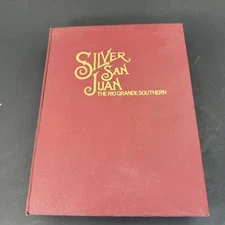 SILVER
SAN
JUAN
THE RIO GRANDE SOUTHERN